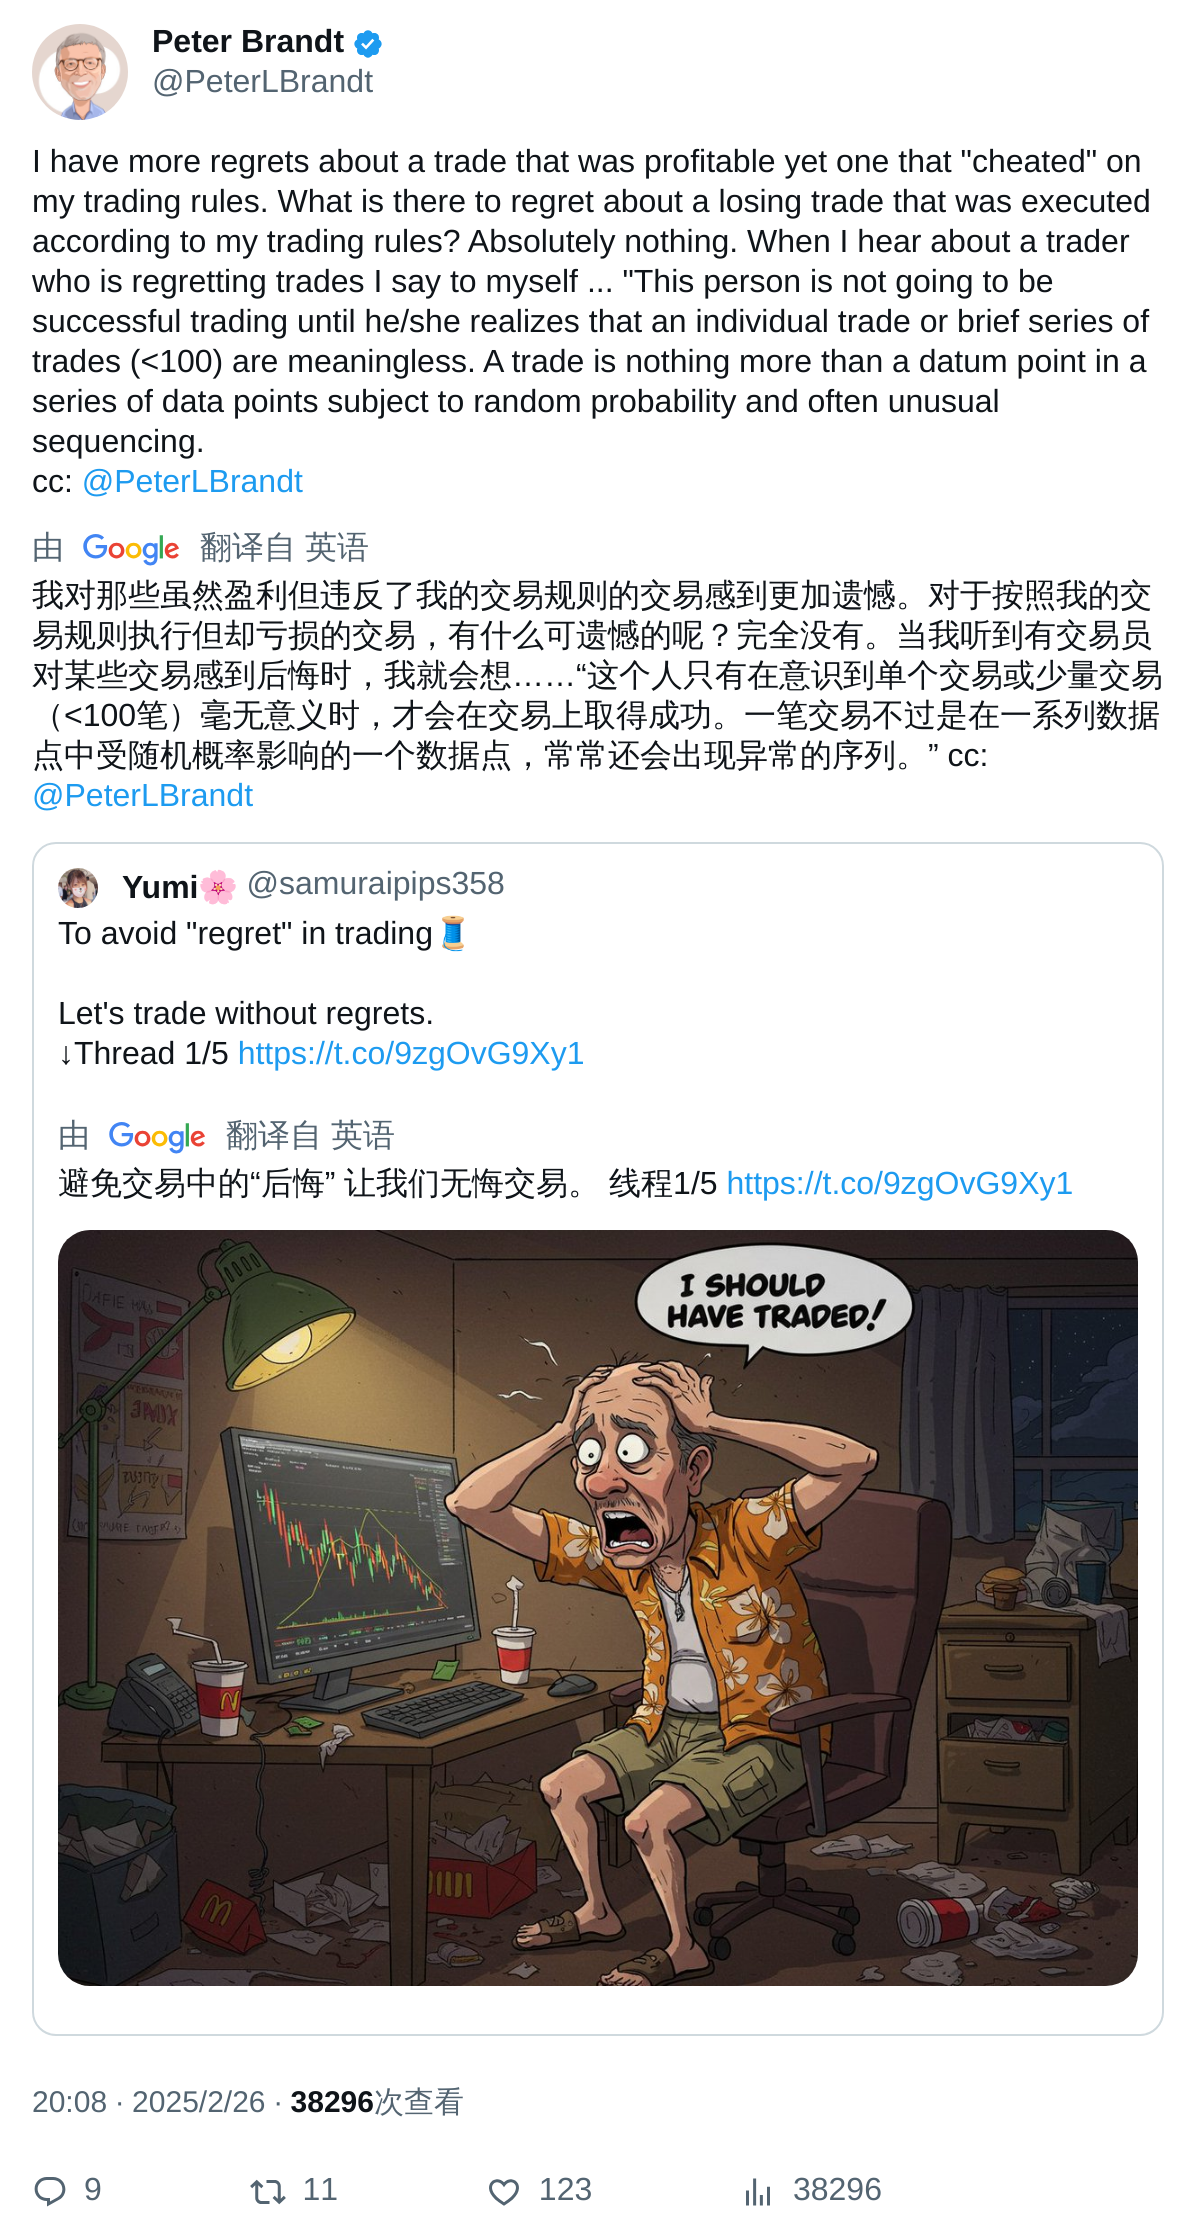 Peter Brandt
@PeterLBrandt
I have more regrets about a trade that was profitable yet one that "cheated" on
my trading rules. What is there to regret about a losing trade that was executed
according to my trading rules? Absolutely nothing. When I hear about a trader
who is regretting trades I say to myself ... "This person is not going to be
successful trading until he/she realizes that an individual trade or brief series of
trades (<100) are meaningless. A trade is nothing more than a datum point in a
series of data points subject to random probability and often unusual
sequencing.
cc: @PeterLBrandt
由 Google 翻译自 英语
我对那些虽然盈利但违反了我的交易规则的交易感到更加遗憾。对于按照我的交
易规则执行但却亏损的交易，有什么可遗憾的呢？完全没有。当我听到有交易员
对某些交易感到后悔时，我就会想……“这个人只有在意识到单个交易或少量交易
（<100笔）毫无意义时，才会在交易上取得成功。一笔交易不过是在一系列数据
点中受随机概率影响的一个数据点，常常还会出现异常的序列。” cc:
@PeterLBrandt
Yumi🌸 @samuraipips358
To avoid "regret" in trading🧵
Let's trade without regrets.
↓Thread 1/5 https://t.co/9zgOvG9Xy1
由 Google 翻译自 英语
避免交易中的“后悔” 让我们无悔交易。 线程1/5 https://t.co/9zgOvG9Xy1
I SHOULD
HAVE TRADED!
20:08 · 2025/2/26 · 38296次查看
9 11 123 38296